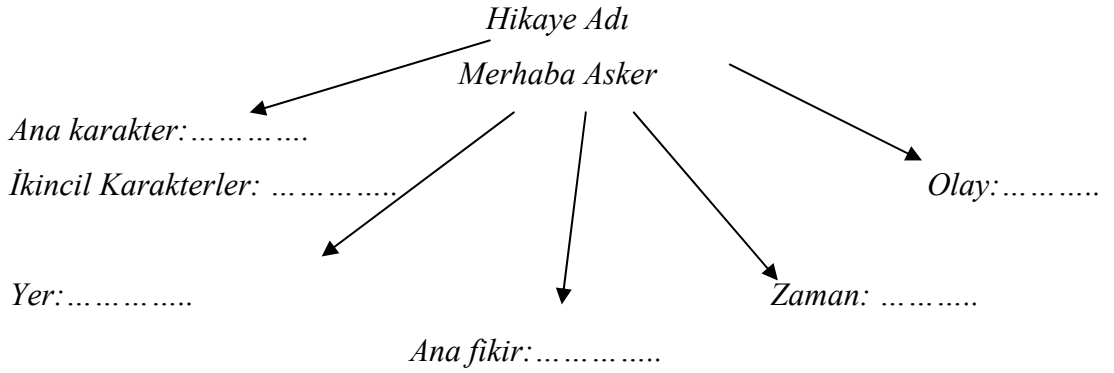 Hikaye Adı
Merhaba Asker
Ana karakter:………….
İkincil Karakterler: …………..
Olay:………..
Yer:…………..
Zaman: ………..
Ana fikir:…………..